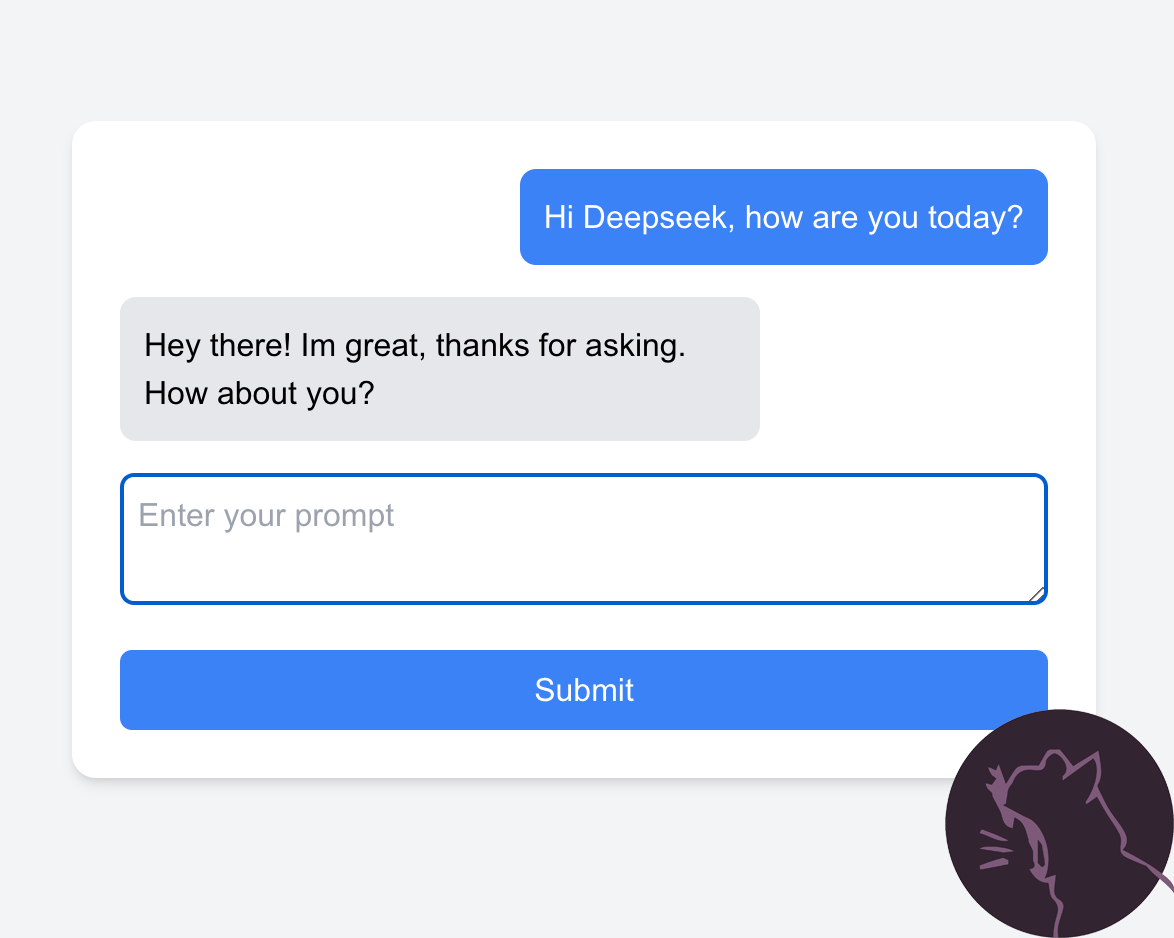 Hi Deepseek, how are you today?
Hey there! Im great, thanks for asking.
How about you?
Enter your prompt
Submit